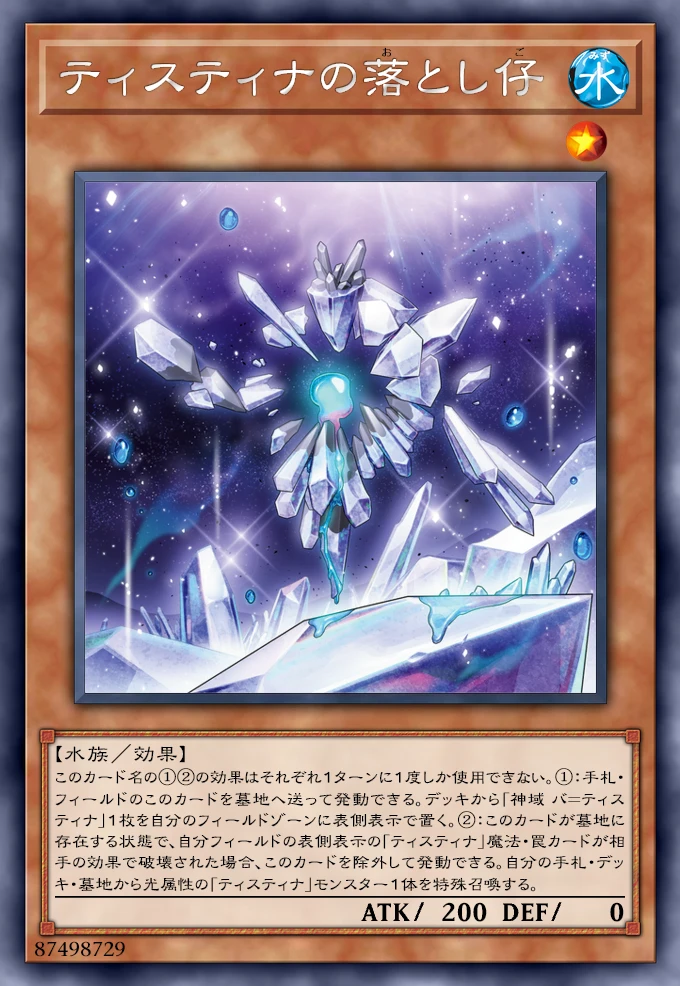 ティスティナの落とし仔
お ご
水
みず
【水族／効果】
このカード名の①②の効果はそれぞれ1ターンに1度しか使用できない。①:手札・
フィールドのこのカードを墓地へ送って発動できる。デッキから「神域 バ＝ティス
ティナ」1枚を自分のフィールドゾーンに表側表示で置く。②:このカードが墓地に
存在する状態で、自分フィールドの表側表示の「ティスティナ」魔法・罠カードが相
手の効果で破壊された場合、このカードを除外して発動できる。自分の手札・デッ
キ・墓地から光属性の「ティスティナ」モンスター1体を特殊召喚する。
ATK/ 200 DEF/ 0
87498729